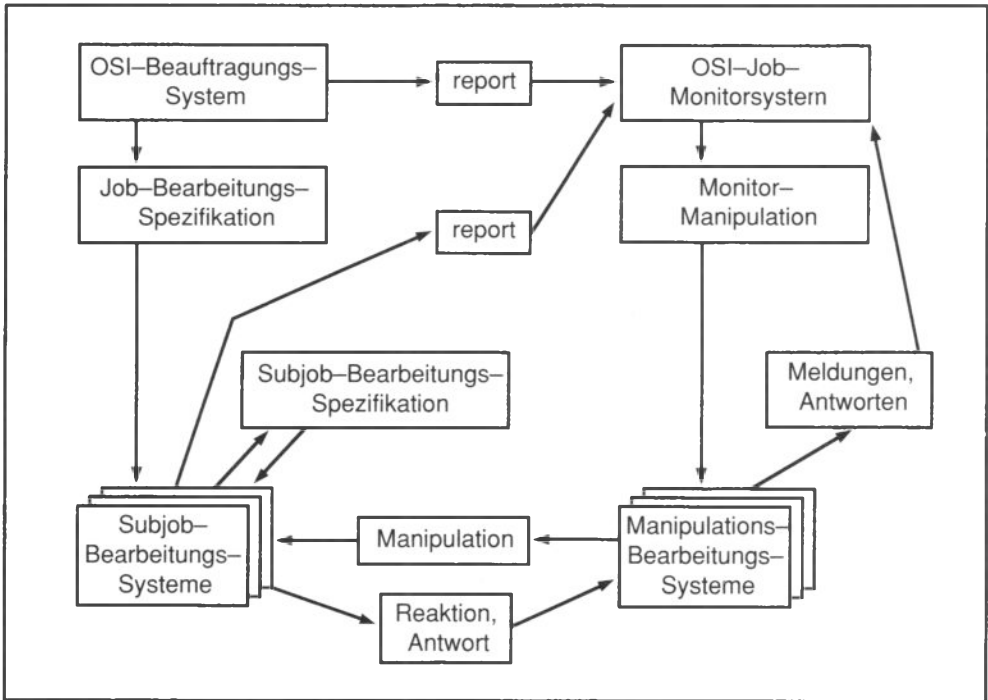 OSI–Beauftragungs–
System
report
OSI–Job–
Monitorsystern
Job–Bearbeitungs–
Spezifikation
report
Monitor–
Manipulation
Subjob–Bearbeitungs–
Spezifikation
Meldungen,
Antworten
Subjob–
Bearbeitungs–
Systeme
Manipulation
Manipulations–
Bearbeitungs–
Systeme
Reaktion,
Antwort